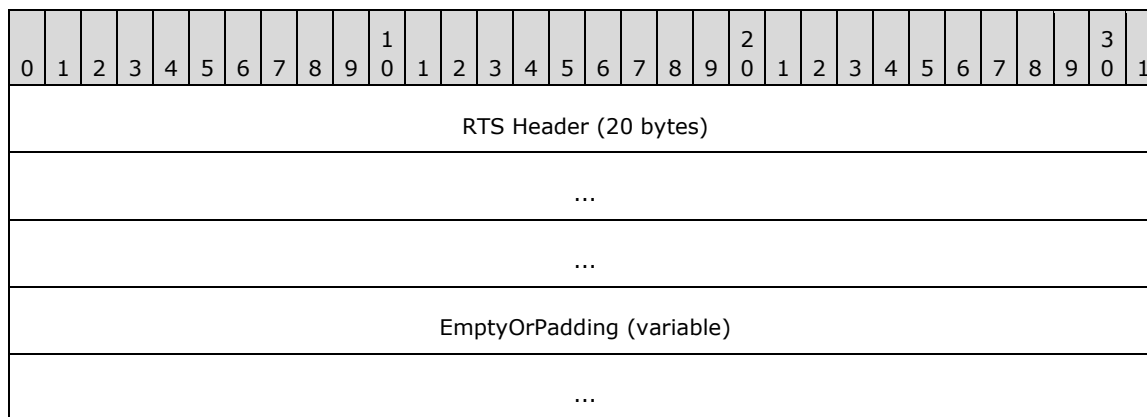 1 2 3
0 1 2 3 4 5 6 7 8 9 0 1 2 3 4 5 6 7 8 9 0 1 2 3 4 5 6 7 8 9 0 1
RTS Header (20 bytes)
...
...
EmptyOrPadding (variable)
...